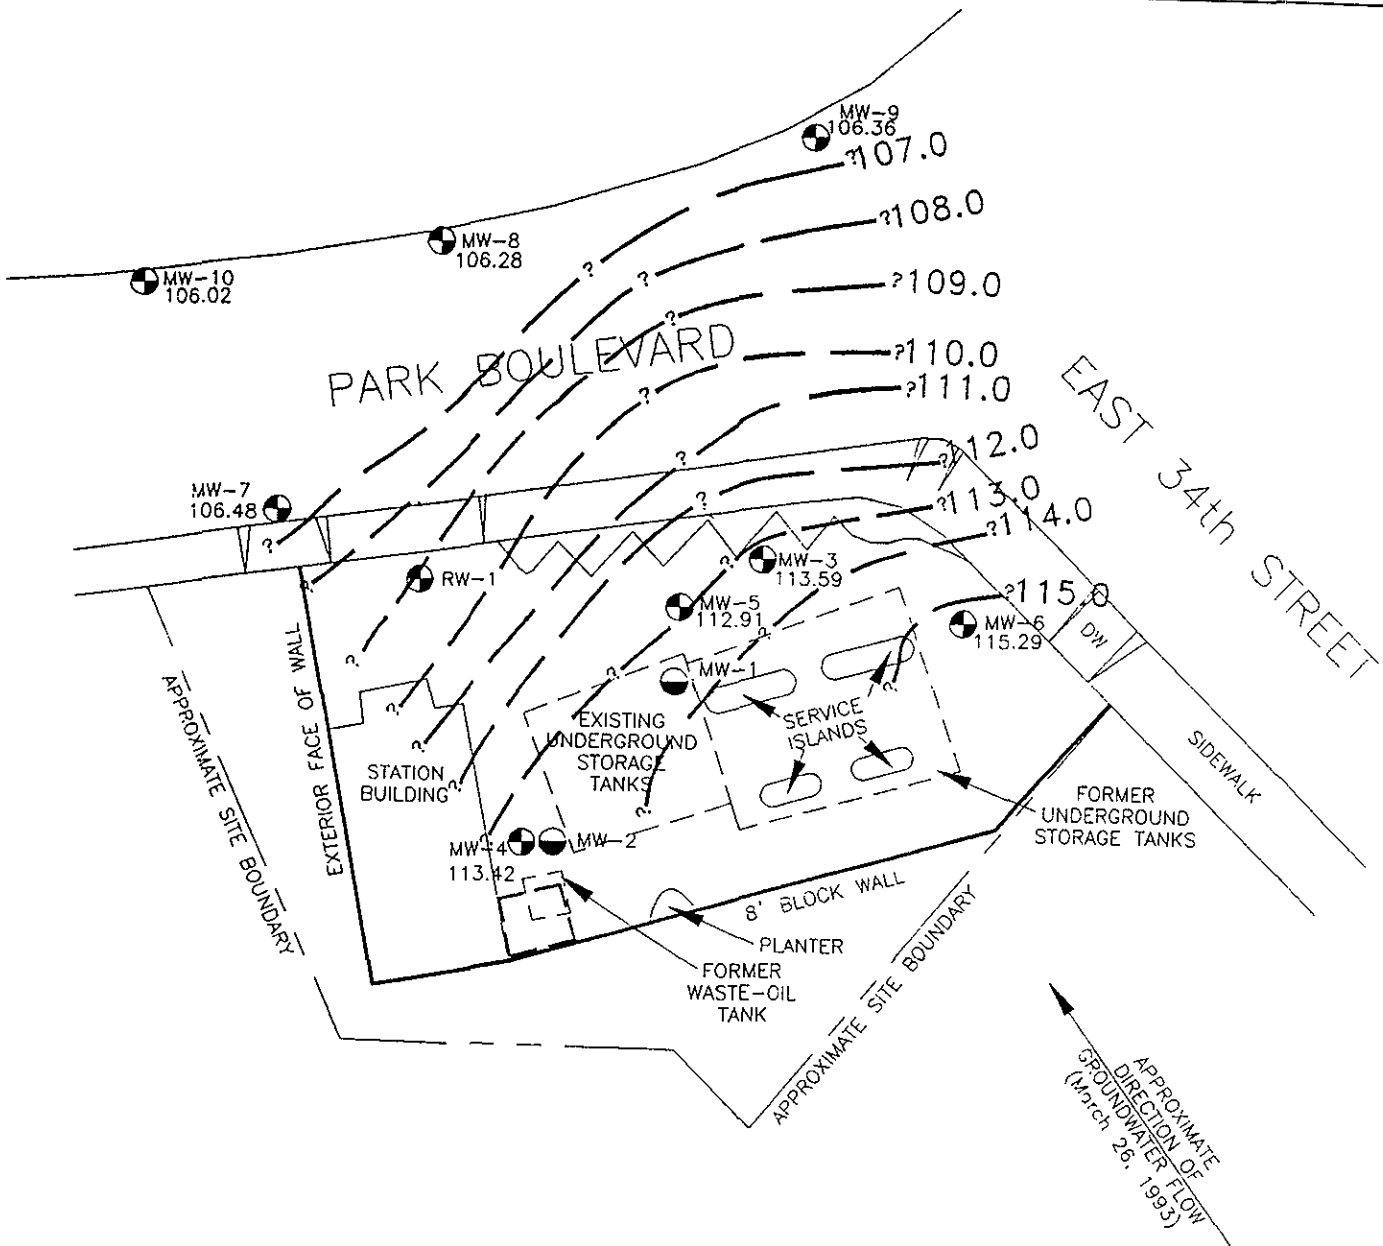 MW-9
106.36
?107.0
?108.0
MW-8
106.28
MW-10
106.02
?
?
?109.0
?
PARK BOULEVARD
?110.0
?111.0
?
EAST 34th STREET
?112.0
?
MW-7
106.48
?
?113.0
?114.0
?
?
MW-3
113.59
RW-1
?
?115.0
MW-5
112.91
MW-6
115.29
?
DW
?
?
MW-1
?
?
EXTERIOR FACE OF WALL
APPROXIMATE SITE BOUNDARY
EXISTING
UNDERGROUND
STORAGE
TANKS
SERVICE
ISLANDS
?
STATION
BUILDING
?
?
SIDEWALK
FORMER
UNDERGROUND
STORAGE TANKS
MW-4
113.42
MW-2
8' BLOCK WALL
PLANTER
FORMER
WASTE-OIL
TANK
APPROXIMATE SITE BOUNDARY
APPROXIMATE
DIRECTION OF
GROUNDWATER FLOW
(March 26, 1993)